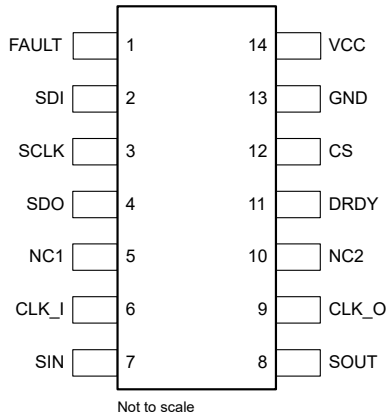 FAULT 1 14 VCC
SDI 2 13 GND
SCLK 3 12 CS
SDO 4 11 DRDY
NC1 5 10 NC2
CLK_I 6 9 CLK_O
SIN 7 8 SOUT
Not to scale